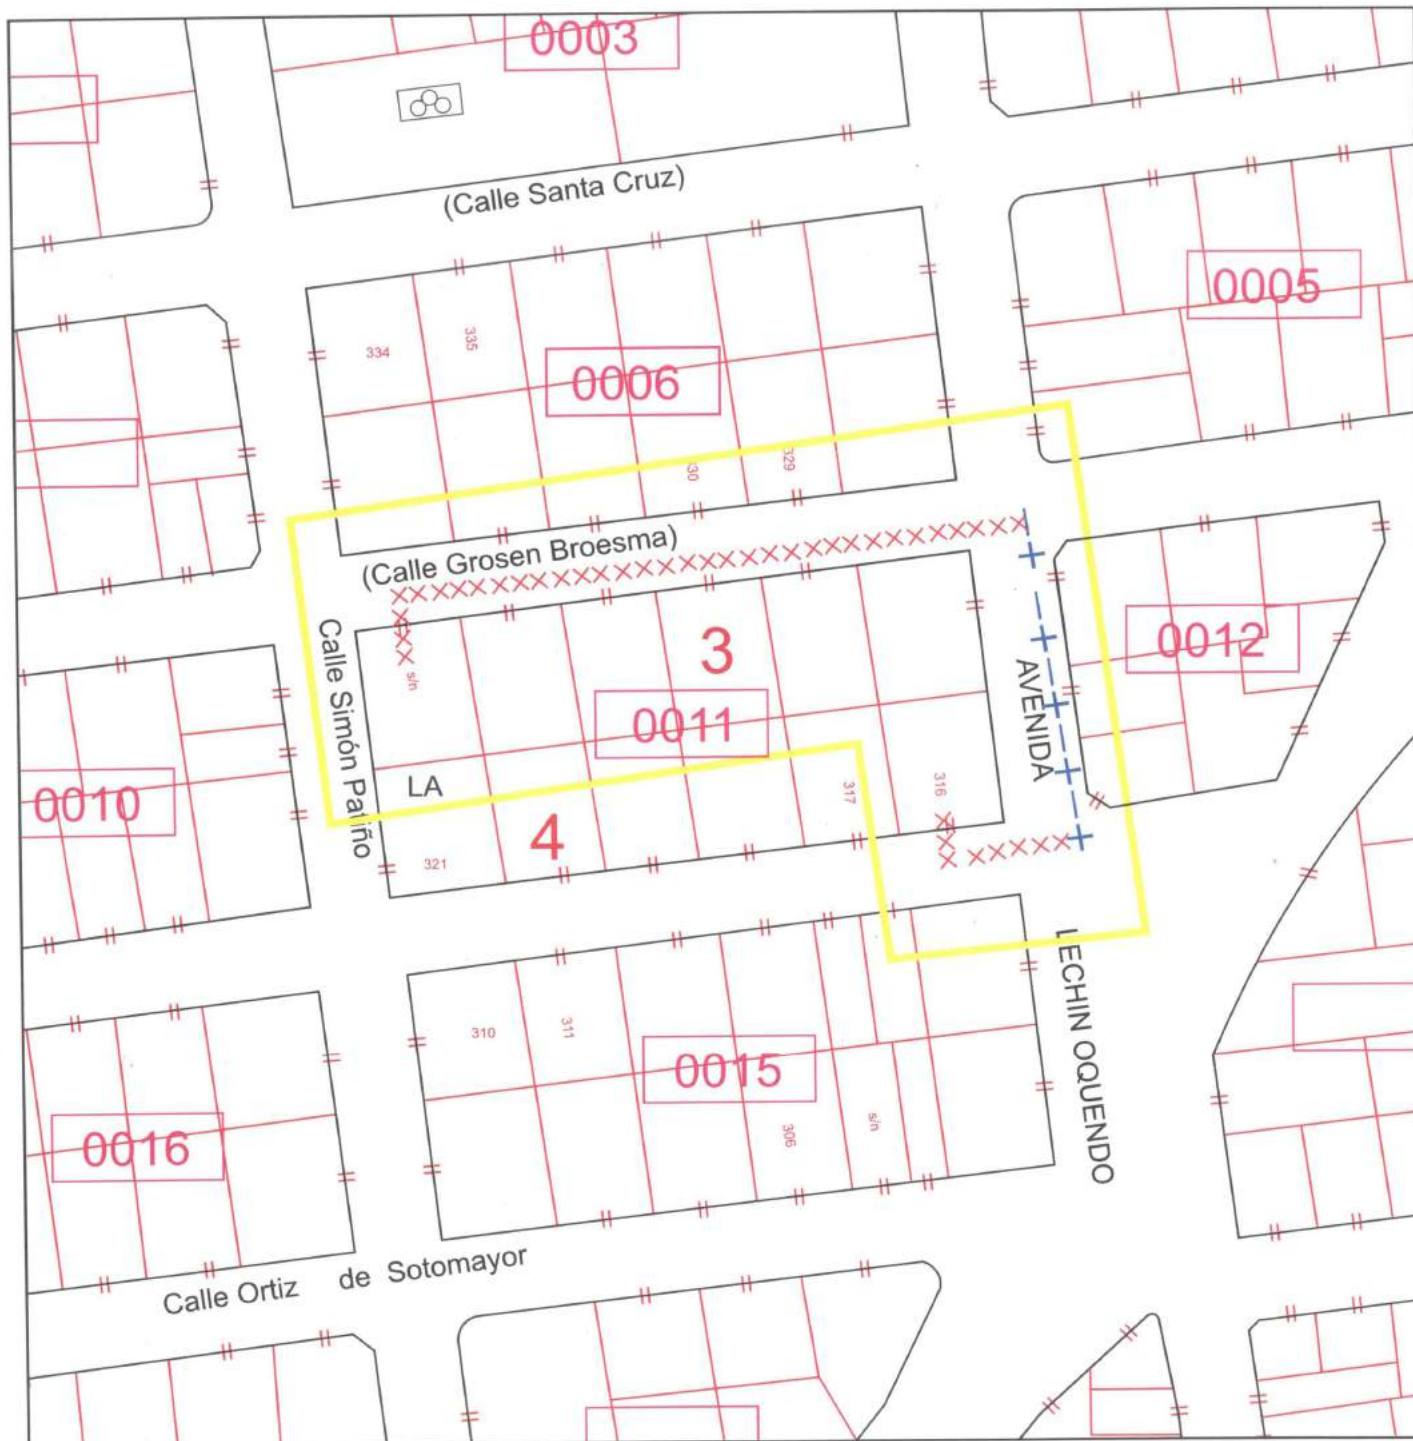 0003
(Calle Santa Cruz)
0005
334
335
0006
329
(Calle Grosen Broesma)
3
0012
Calle Simón Patiño
s/n
0011
AVENIDA
0010
LA
4
317
316
321
310
311
0015
LECHIN OQUENDO
0016
306
s/n
Calle Ortiz de Sotomayor